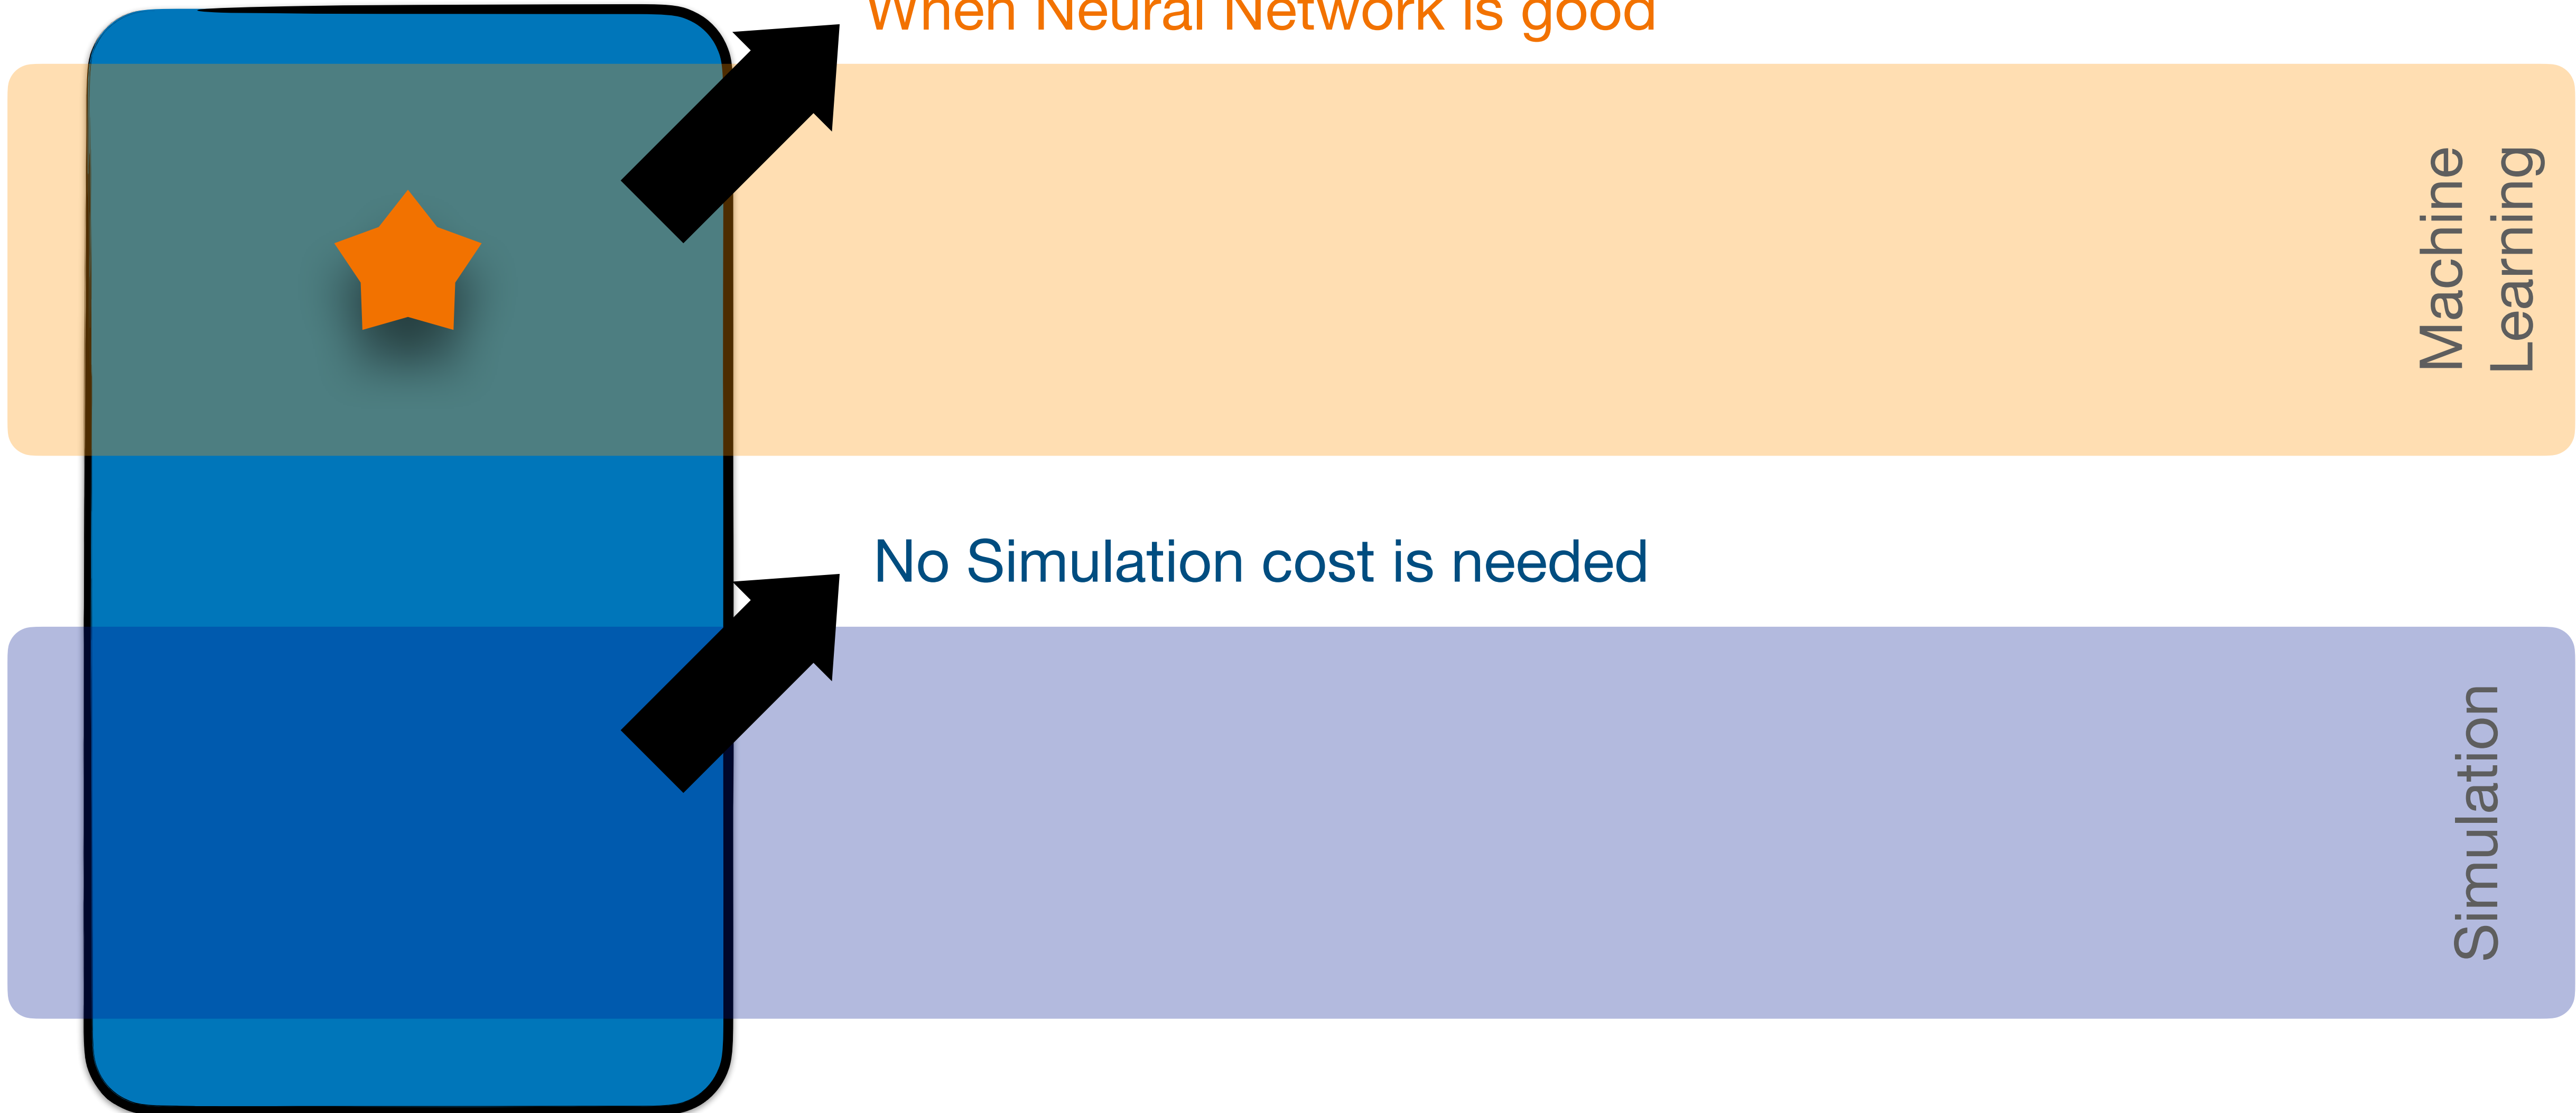 When Neural Network is good
Machine
Learning
No Simulation cost is needed
Simulation